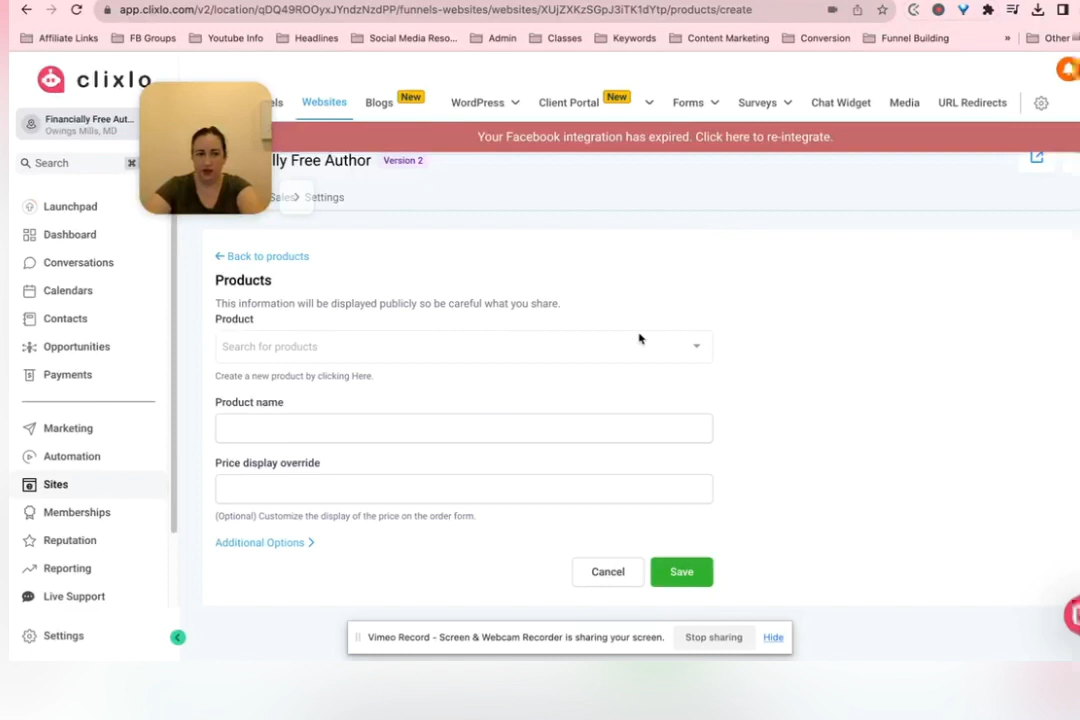 app.clixlo.com/v2/location/qDQ49ROOyxJYndzNzdPP/funnels-websites/websites/XUjZXKzSGpJ3iTK1dYtp/products/create
Affiliate Links FB Groups Youtube Info Headlines Social Media Reso... Admin Classes Keywords Content Marketing Conversion Funnel Building » Other
clixlo
Websites Blogs New WordPress Client Portal New Forms Surveys Chat Widget Media URL Redirects
Financially Free Aut...
Owings Mills, MD
Your Facebook integration has expired. Click here to re-integrate.
Search ⌘
lly Free Author Version 2
Sales Settings
Launchpad
Dashboard
Conversations
Calendars
Contacts
Opportunities
Payments
Marketing
Automation
Sites
Memberships
Reputation
Reporting
Live Support
Settings
Back to products
Products
This information will be displayed publicly so be careful what you share.
Product
Search for products
Create a new product by clicking Here.
Product name
Price display override
(Optional) Customize the display of the price on the order form.
Additional Options
Cancel Save
Vimeo Record - Screen & Webcam Recorder is sharing your screen. Stop sharing Hide